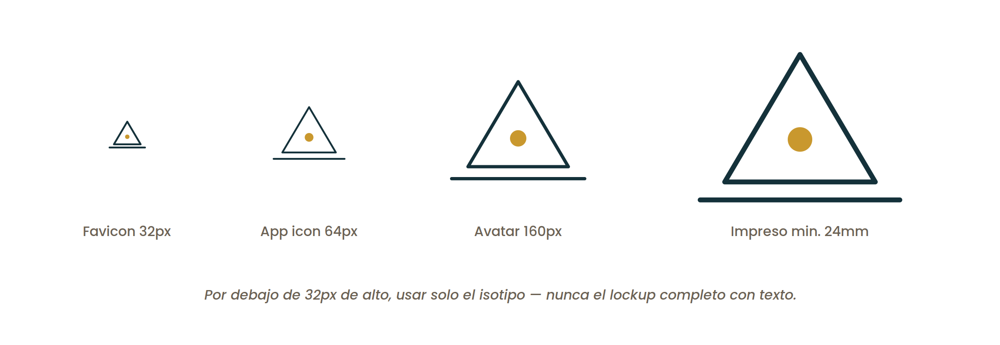 Favicon 32px
App icon 64px
Avatar 160px
Impreso min. 24mm
Por debajo de 32px de alto, usar solo el isotipo — nunca el lockup completo con texto.